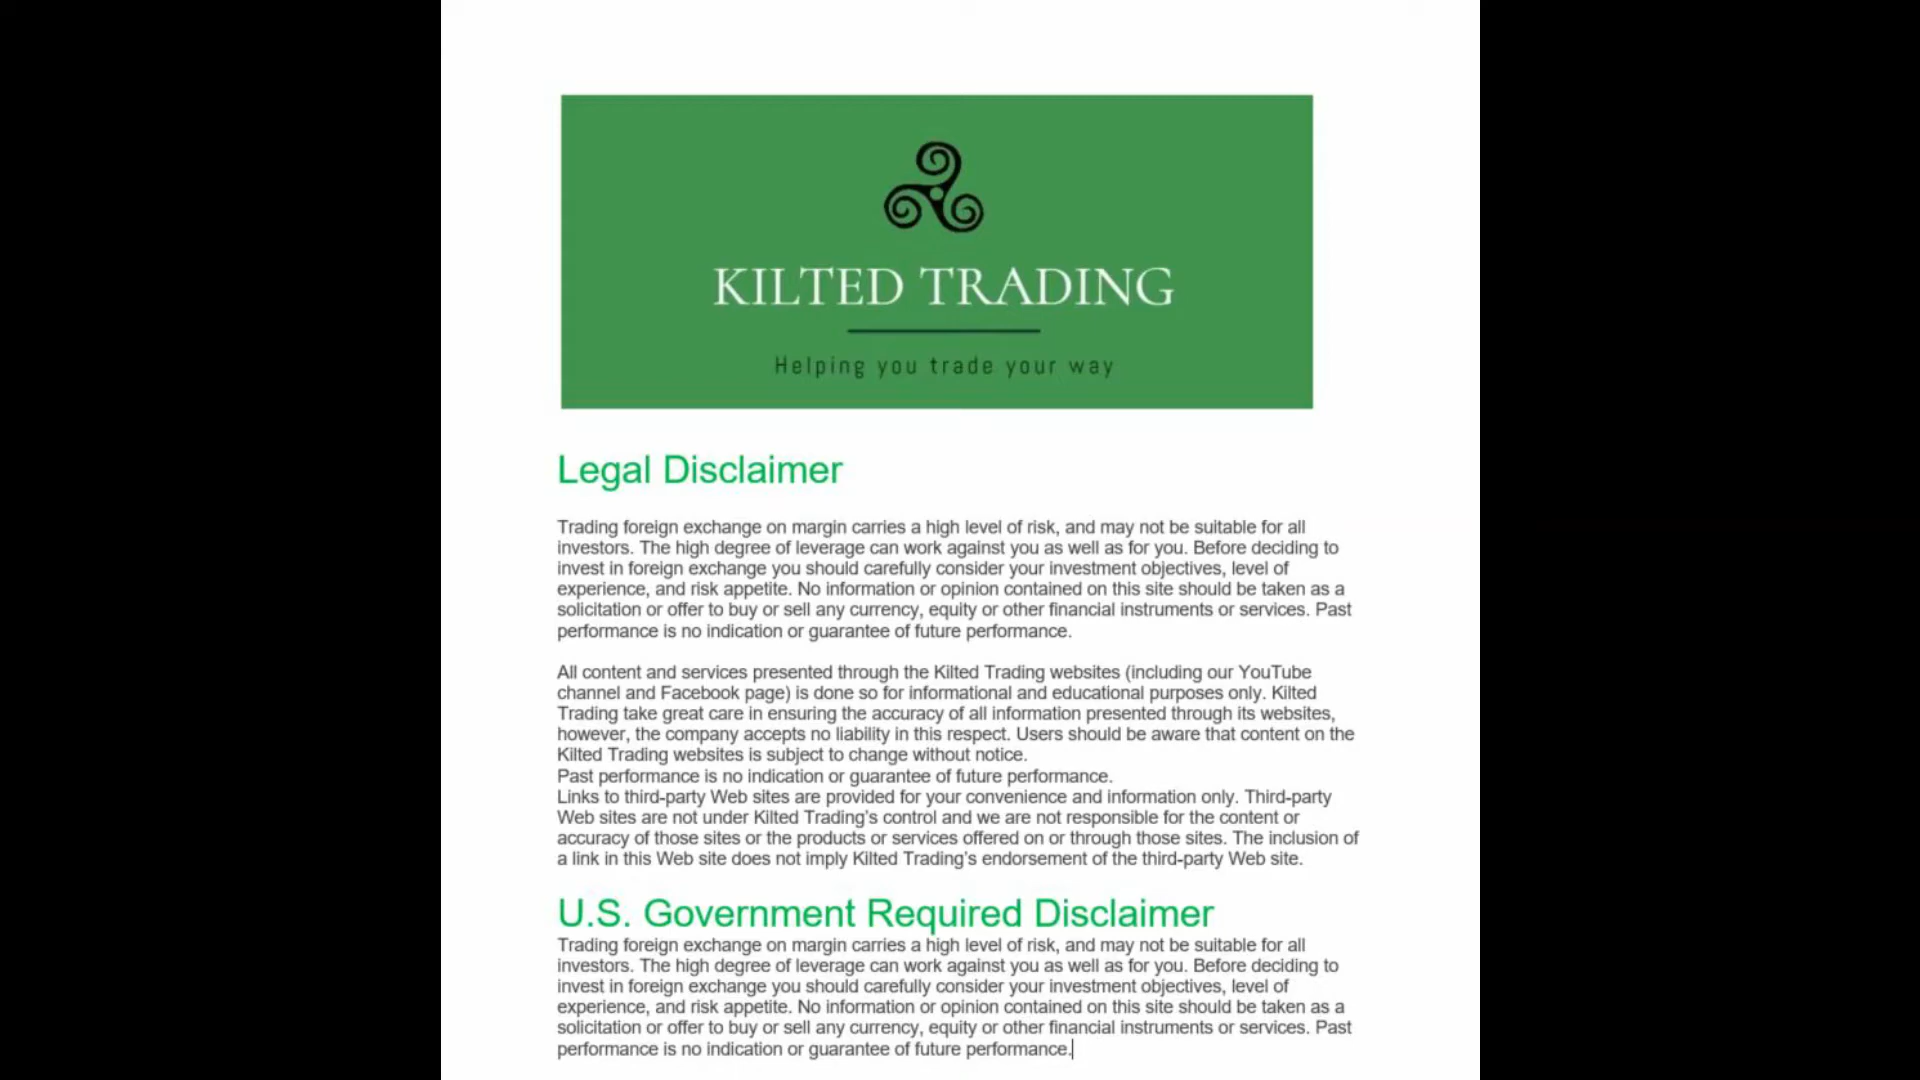 KILTED TRADING
Helping you trade your way
Legal Disclaimer
Trading foreign exchange on margin carries a high level of risk, and may not be suitable for all
investors. The high degree of leverage can work against you as well as for you. Before deciding to
invest in foreign exchange you should carefully consider your investment objectives, level of
experience, and risk appetite. No information or opinion contained on this site should be taken as a
solicitation or offer to buy or sell any currency, equity or other financial instruments or services. Past
performance is no indication or guarantee of future performance.
All content and services presented through the Kilted Trading websites (including our YouTube
channel and Facebook page) is done so for informational and educational purposes only. Kilted
Trading take great care in ensuring the accuracy of all information presented through its websites,
however, the company accepts no liability in this respect. Users should be aware that content on the
Kilted Trading websites is subject to change without notice.
Past performance is no indication or guarantee of future performance.
Links to third-party Web sites are provided for your convenience and information only. Third-party
Web sites are not under Kilted Trading’s control and we are not responsible for the content or
accuracy of those sites or the products or services offered on or through those sites. The inclusion of
a link in this Web site does not imply Kilted Trading’s endorsement of the third-party Web site.
U.S. Government Required Disclaimer
Trading foreign exchange on margin carries a high level of risk, and may not be suitable for all
investors. The high degree of leverage can work against you as well as for you. Before deciding to
invest in foreign exchange you should carefully consider your investment objectives, level of
experience, and risk appetite. No information or opinion contained on this site should be taken as a
solicitation or offer to buy or sell any currency, equity or other financial instruments or services. Past
performance is no indication or guarantee of future performance.